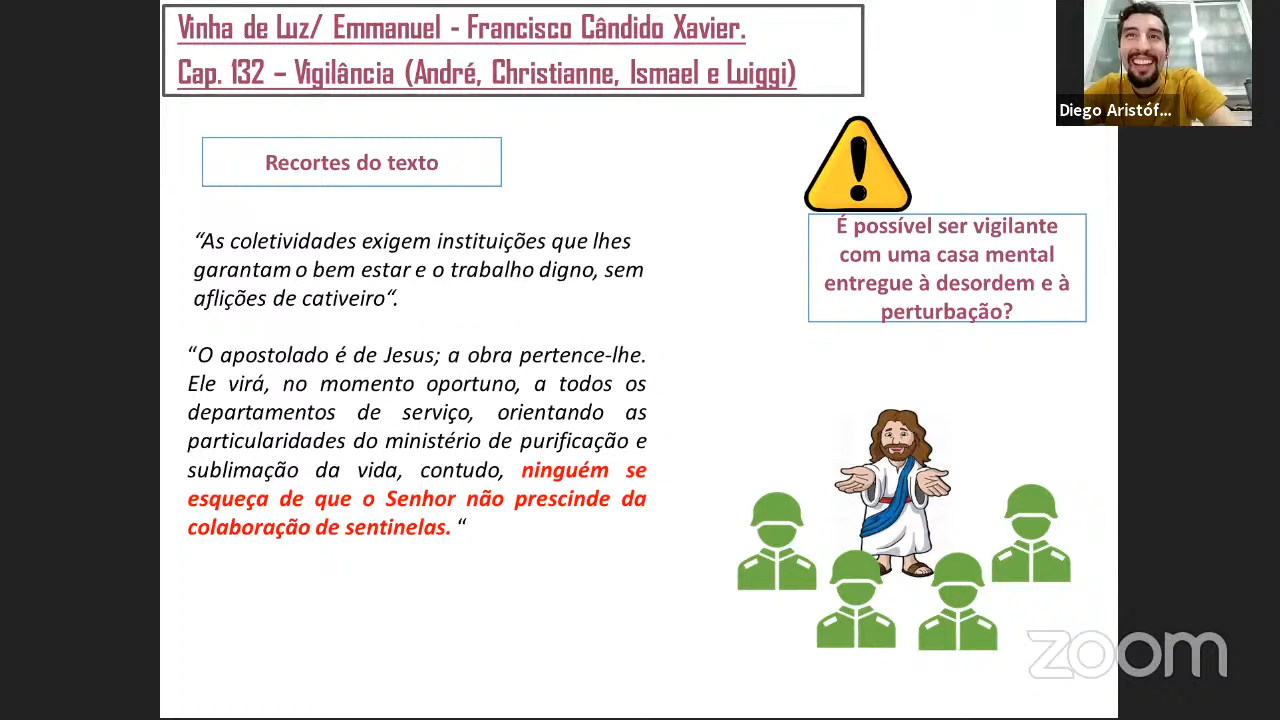 Vinha de Luz/ Emmanuel - Francisco Cândido Xavier.
Cap. 132 – Vigilância (André, Christianne, Ismael e Luiggi)
Diego Aristóf...
Recortes do texto
“As coletividades exigem instituições que lhes
garantam o bem estar e o trabalho digno, sem
aflições de cativeiro“.
“O apostolado é de Jesus; a obra pertence-lhe.
Ele virá, no momento oportuno, a todos os
departamentos de serviço, orientando as
particularidades do ministério de purificação e
sublimação da vida, contudo, ninguém se
esqueça de que o Senhor não prescinde da
colaboração de sentinelas. “
É possível ser vigilante
com uma casa mental
entregue à desordem e à
perturbação?
zoom